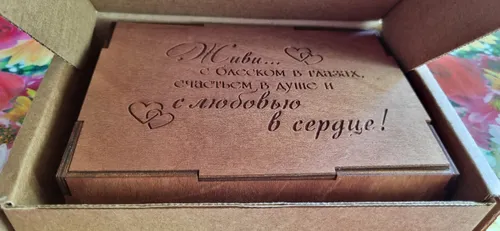 Живи...
с блеском в глазах,
счастьем в душе и
с любовью
в сердце!